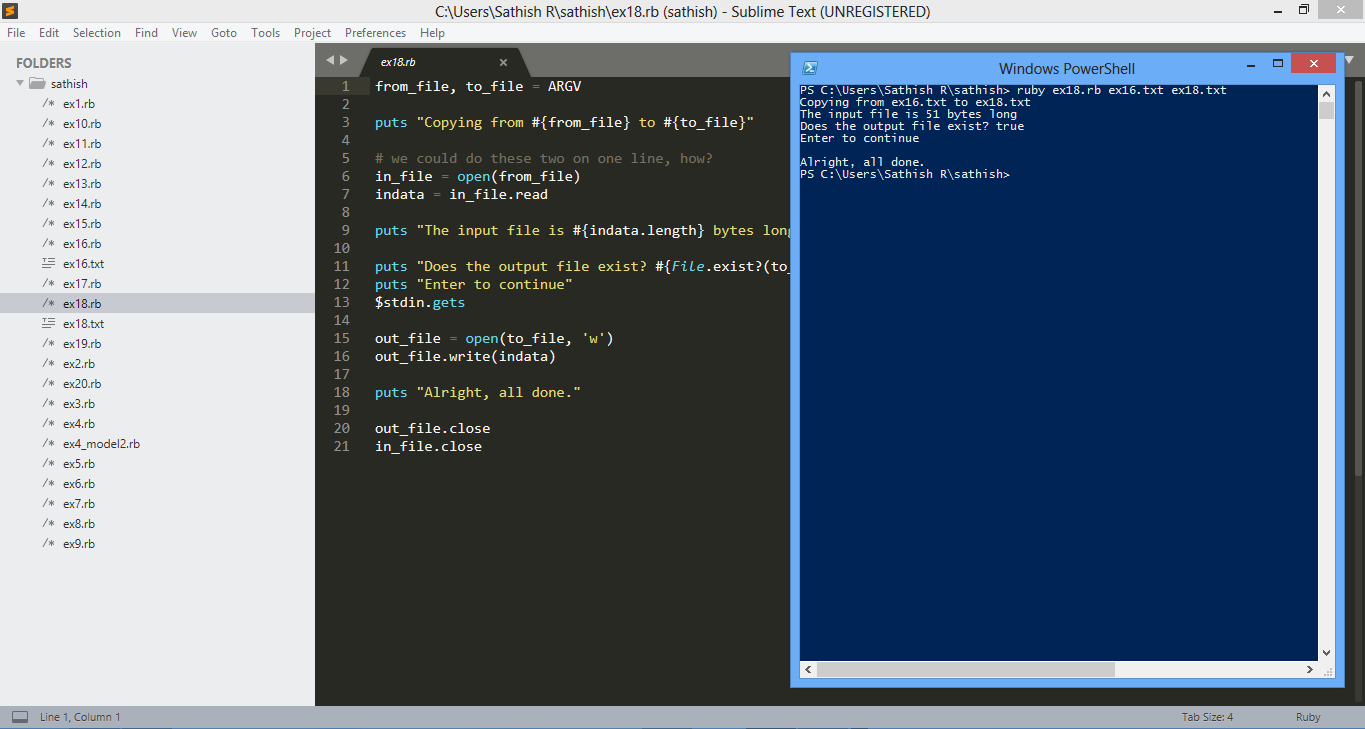 C:\Users\Sathish R\sathish\ex18.rb (sathish) - Sublime Text (UNREGISTERED)
File Edit Selection Find View Goto Tools Project Preferences Help
FOLDERS
sathish
/* ex1.rb
/* ex10.rb
/* ex11.rb
/* ex12.rb
/* ex13.rb
/* ex14.rb
/* ex15.rb
/* ex16.rb
ex16.txt
/* ex17.rb
/* ex18.rb
ex18.txt
/* ex19.rb
/* ex2.rb
/* ex20.rb
/* ex3.rb
/* ex4.rb
/* ex4_model2.rb
/* ex5.rb
/* ex6.rb
/* ex7.rb
/* ex8.rb
/* ex9.rb
ex18.rb
1 from_file, to_file = ARGV
2
3 puts "Copying from #{from_file} to #{to_file}"
4
5 # we could do these two on one line, how?
6 in_file = open(from_file)
7 indata = in_file.read
8
9 puts "The input file is #{indata.length} bytes long
10
11 puts "Does the output file exist? #{File.exist?(to_
12 puts "Enter to continue"
13 $stdin.gets
14
15 out_file = open(to_file, 'w')
16 out_file.write(indata)
17
18 puts "Alright, all done."
19
20 out_file.close
21 in_file.close
Windows PowerShell
PS C:\Users\Sathish R\sathish> ruby ex18.rb ex16.txt ex18.txt
Copying from ex16.txt to ex18.txt
The input file is 51 bytes long
Does the output file exist? true
Enter to continue
Alright, all done.
PS C:\Users\Sathish R\sathish>
Line 1, Column 1
Tab Size: 4
Ruby